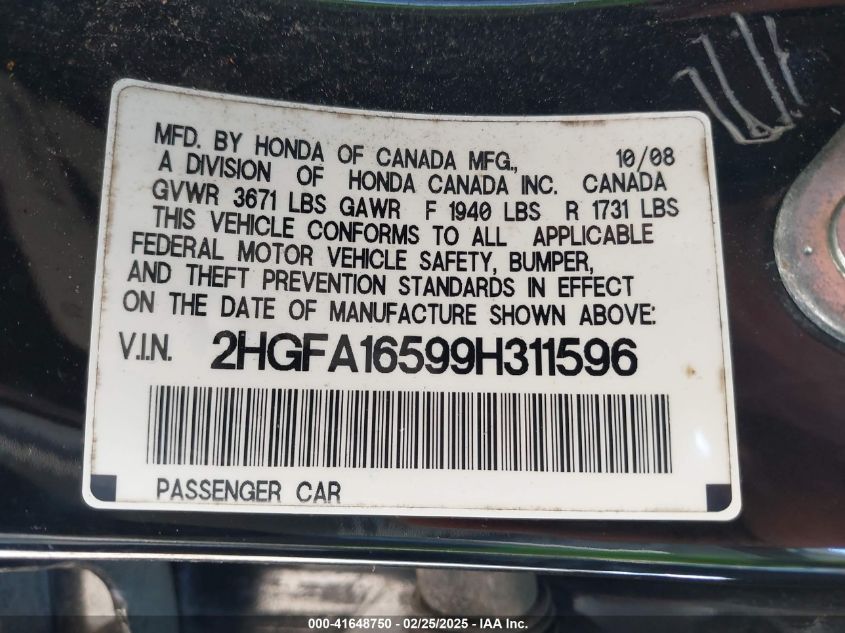 MFD. BY HONDA OF CANADA MFG., 10/08
A DIVISION OF HONDA CANADA INC. CANADA
GVWR 3671 LBS GAWR F 1940 LBS R 1731 LBS
THIS VEHICLE CONFORMS TO ALL APPLICABLE
FEDERAL MOTOR VEHICLE SAFETY, BUMPER,
AND THEFT PREVENTION STANDARDS IN EFFECT
ON THE DATE OF MANUFACTURE SHOWN ABOVE:
V.I.N. 2HGFA16599H311596
PASSENGER CAR
000-41648750 — 02/25/2025 — IAA Inc.